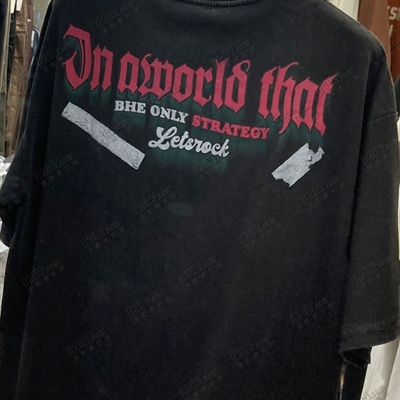 In aworld that
BHE ONLY STRATEGY
Letsrock